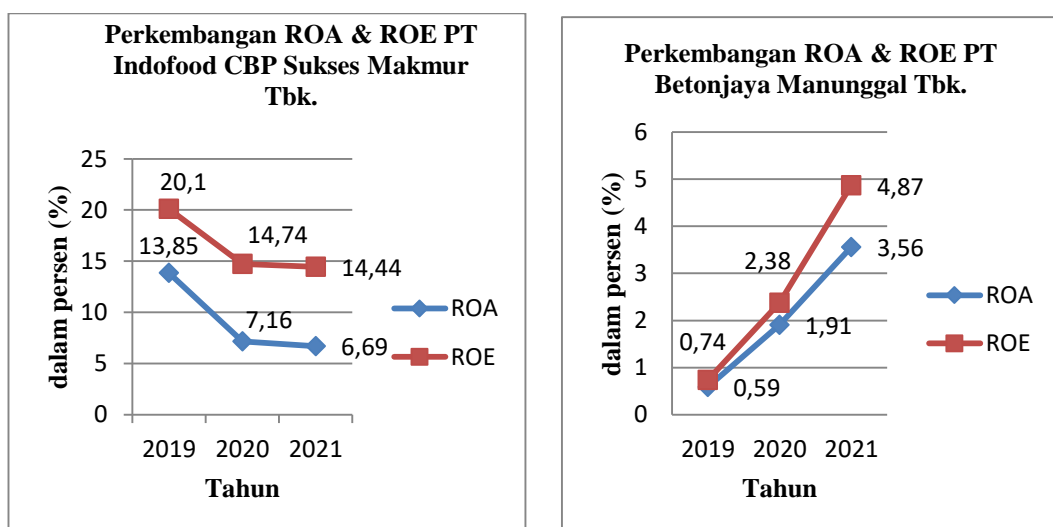 Perkembangan ROA & ROE PT
Indofood CBP Sukses Makmur
Tbk.
dalam persen (%)
25
20
15
10
5
0
20,1
13,85
14,74
7,16
14,44
6,69
ROA
ROE
2019 2020 2021
Tahun
Perkembangan ROA & ROE PT
Betonjaya Manunggal Tbk.
dalam persen (%)
6
5
4
3
2
1
0
4,87
3,56
2,38
1,91
0,74
0,59
ROA
ROE
2019 2020 2021
Tahun